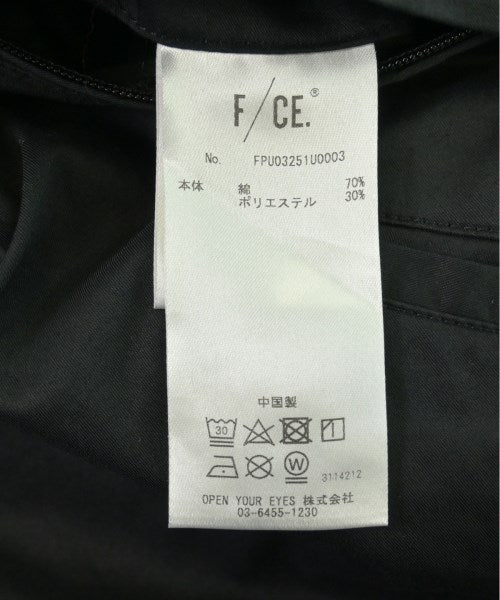 F/CE.®
No. FPU03251U0003
本体 綿 70%
ポリエステル 30%
中国製
30
W
3114212
OPEN YOUR EYES 株式会社
03-6455-1230